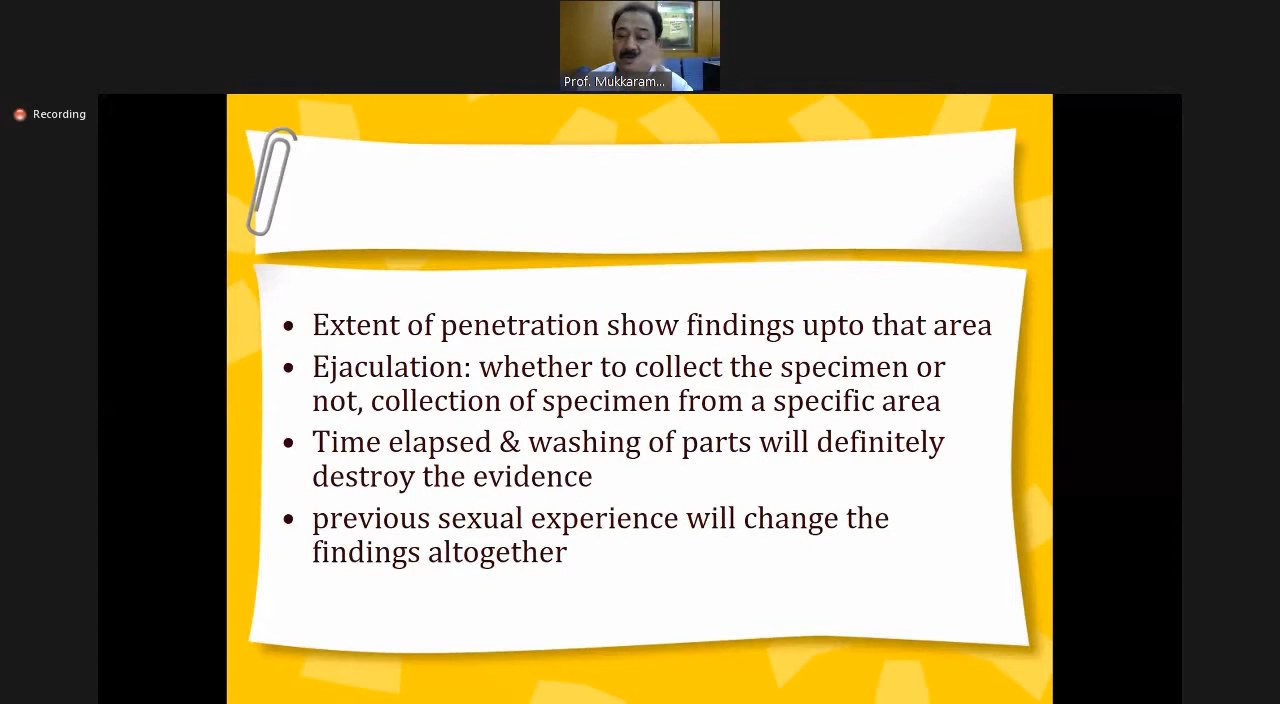 Prof. Mukkaram...
Recording
• Extent of penetration show findings upto that area
• Ejaculation: whether to collect the specimen or
not, collection of specimen from a specific area
• Time elapsed & washing of parts will definitely
destroy the evidence
• previous sexual experience will change the
findings altogether